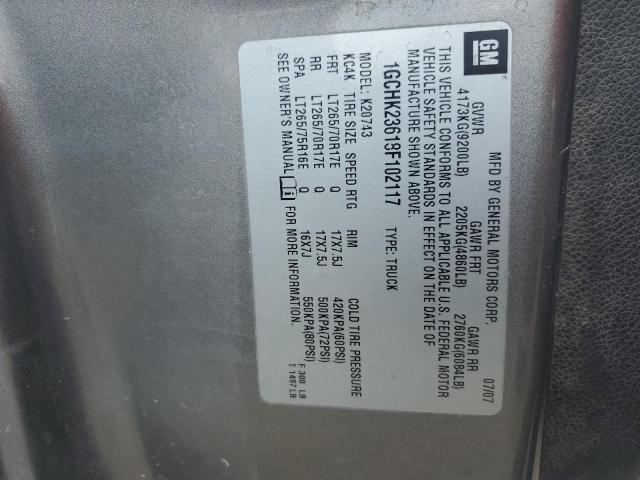 GM
MFD BY GENERAL MOTORS CORP. 07/07
GVWR GAWR FRT GAWR RR
4173KG(9200LB) 2205KG(4860LB) 2760KG(6084LB)
THIS VEHICLE CONFORMS TO ALL APPLICABLE U.S. FEDERAL MOTOR
VEHICLE SAFETY STANDARDS IN EFFECT ON THE DATE OF
MANUFACTURE SHOWN ABOVE.
1GCHK23618F102117 TYPE: TRUCK
MODEL: K20743
KC4K TIRE SIZE SPEED RTG RIM COLD TIRE PRESSURE
FRT LT265/70R17E Q 17X7.5J 420KPA(60PSI)
RR LT265/70R17E Q 17X7.5J 500KPA(72PSI)
SPA LT265/75R16E Q 16X7J 550KPA(80PSI)
SEE OWNER'S MANUAL FOR MORE INFORMATION.
F 300 LB
T 1497LB